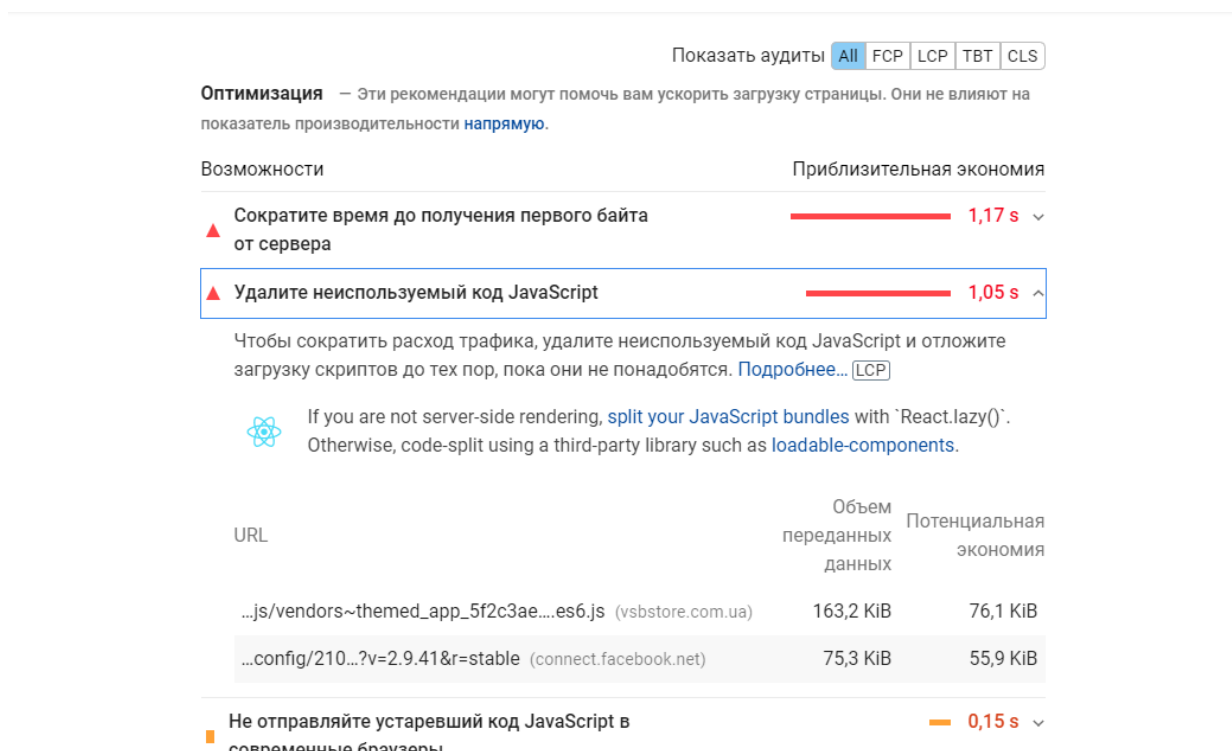 Показать аудиты All FCP LCP TBT CLS
Оптимизация — Эти рекомендации могут помочь вам ускорить загрузку страницы. Они не влияют на
показатель производительности напрямую.
Возможности Приблизительная экономия
Сократите время до получения первого байта
от сервера
1,17 s
Удалите неиспользуемый код JavaScript 1,05 s
Чтобы сократить расход трафика, удалите неиспользуемый код JavaScript и отложите
загрузку скриптов до тех пор, пока они не понадобятся. Подробнее... LCP
If you are not server-side rendering, split your JavaScript bundles with `React.lazy()`.
Otherwise, code-split using a third-party library such as loadable-components.
URL
Объем
переданных
данных
Потенциальная
экономия
...js/vendors~themed_app_5f2c3ae....es6.js (vsbstore.com.ua) 163,2 KiB 76,1 KiB
...config/210...?v=2.9.41&r=stable (connect.facebook.net) 75,3 KiB 55,9 KiB
Не отправляйте устаревший код JavaScript в
современные браузеры
0,15 s